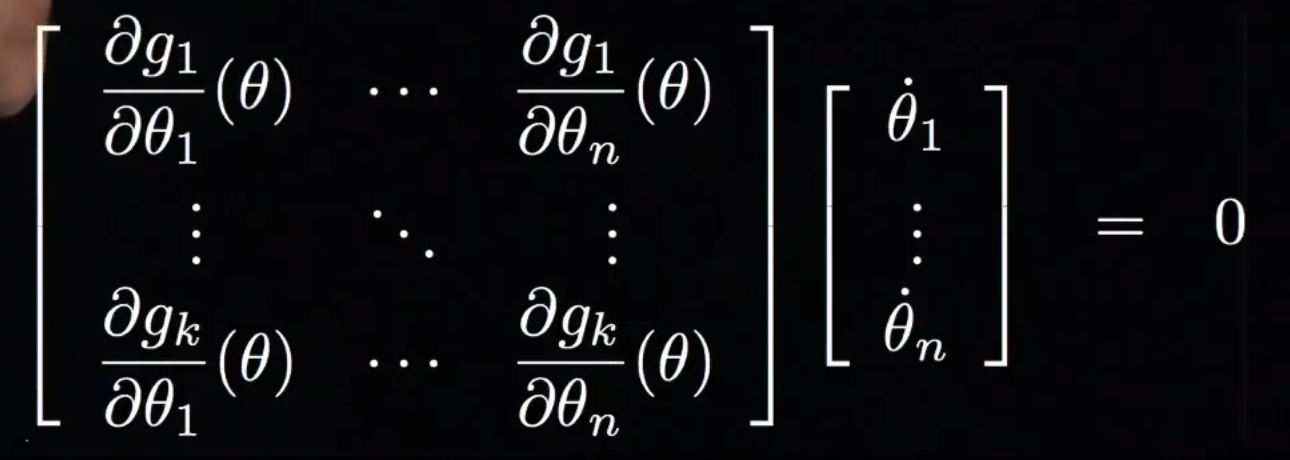 \begin{bmatrix} \frac{\partial g_1}{\partial \theta_1}(\theta) & \cdots & \frac{\partial g_1}{\partial \theta_n}(\theta) \\ \vdots & \ddots & \vdots \\ \frac{\partial g_k}{\partial \theta_1}(\theta) & \cdots & \frac{\partial g_k}{\partial \theta_n}(\theta) \end{bmatrix} \begin{bmatrix} \dot{\theta}_1 \\ \vdots \\ \dot{\theta}_n \end{bmatrix} = 0